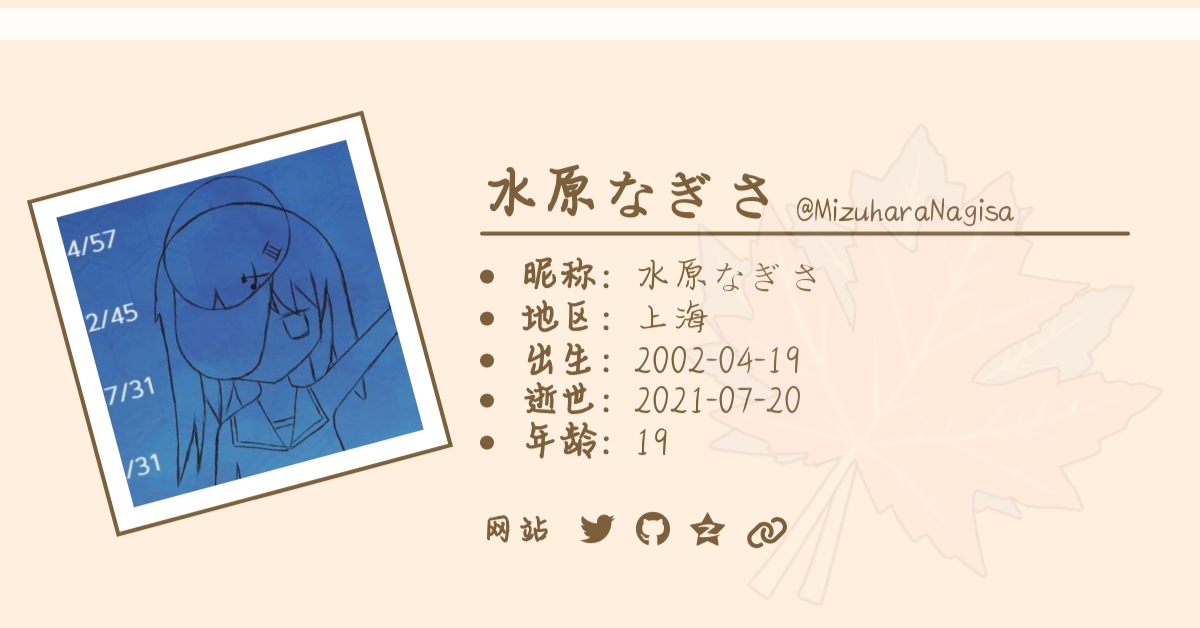 水原なぎさ @MizuharaNagisa
昵称: 水原なぎさ
地区: 上海
出生: 2002-04-19
逝世: 2021-07-20
年龄: 19
网站
4/57
2/45
7/31
/31